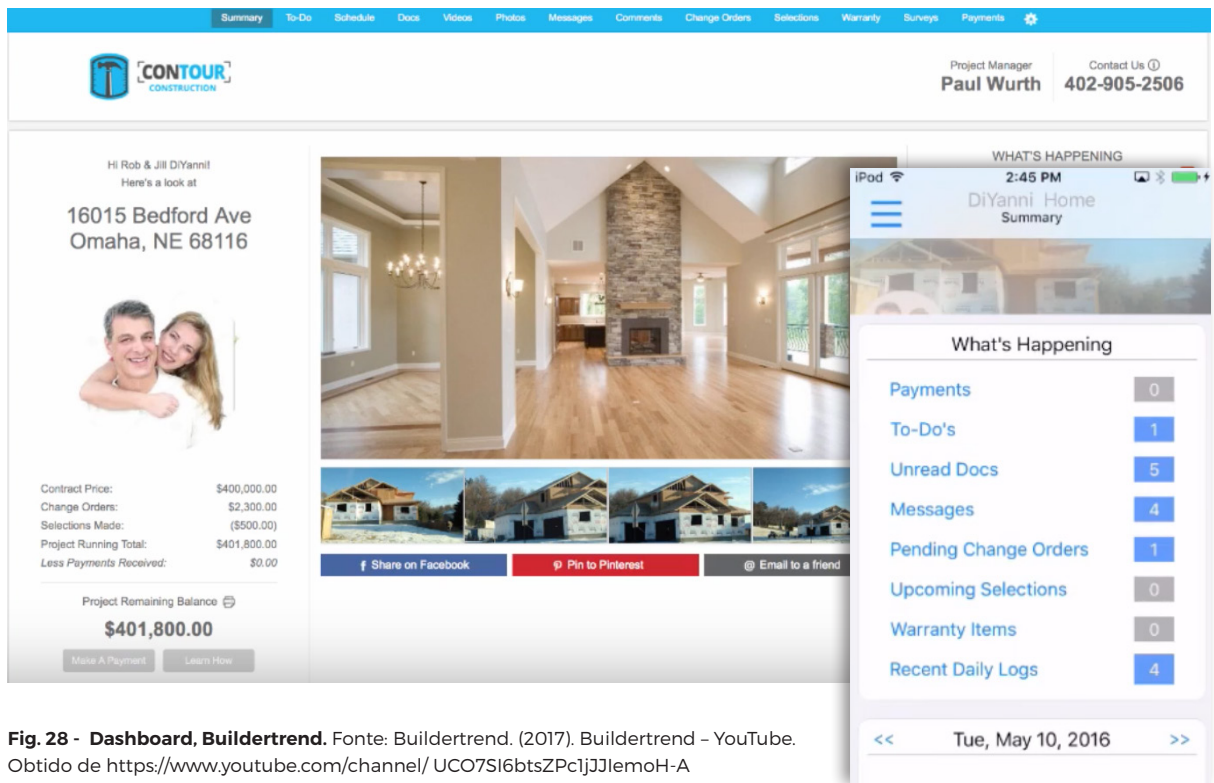 Summary To-Do Schedule Docs Videos Photos Messages Comments Change Orders Selections Warranty Surveys Payments
CONTOUR
CONSTRUCTION
Project Manager
Paul Wurth
Contact Us
402-905-2506
Hi Rob & Jill DiYanni!
Here's a look at
16015 Bedford Ave
Omaha, NE 68116
Contract Price: $400,000.00
Change Orders: $2,300.00
Selections Made: ($500.00)
Project Running Total: $401,800.00
Less Payments Received: $0.00
Project Remaining Balance
$401,800.00
Make A Payment Learn How
f Share on Facebook Pin to Pinterest @ Email to a friend
WHAT'S HAPPENING
iPod 2:45 PM
DiYanni Home
Summary
What's Happening
Payments 0
To-Do's 1
Unread Docs 5
Messages 4
Pending Change Orders 1
Upcoming Selections 0
Warranty Items 0
Recent Daily Logs 4
<< Tue, May 10, 2016 >>
Fig. 28 - Dashboard, Buildertrend. Fonte: Buildertrend. (2017). Buildertrend – YouTube.
Obtido de https://www.youtube.com/channel/ UCO7SI6btsZPc1jJJIemoH-A